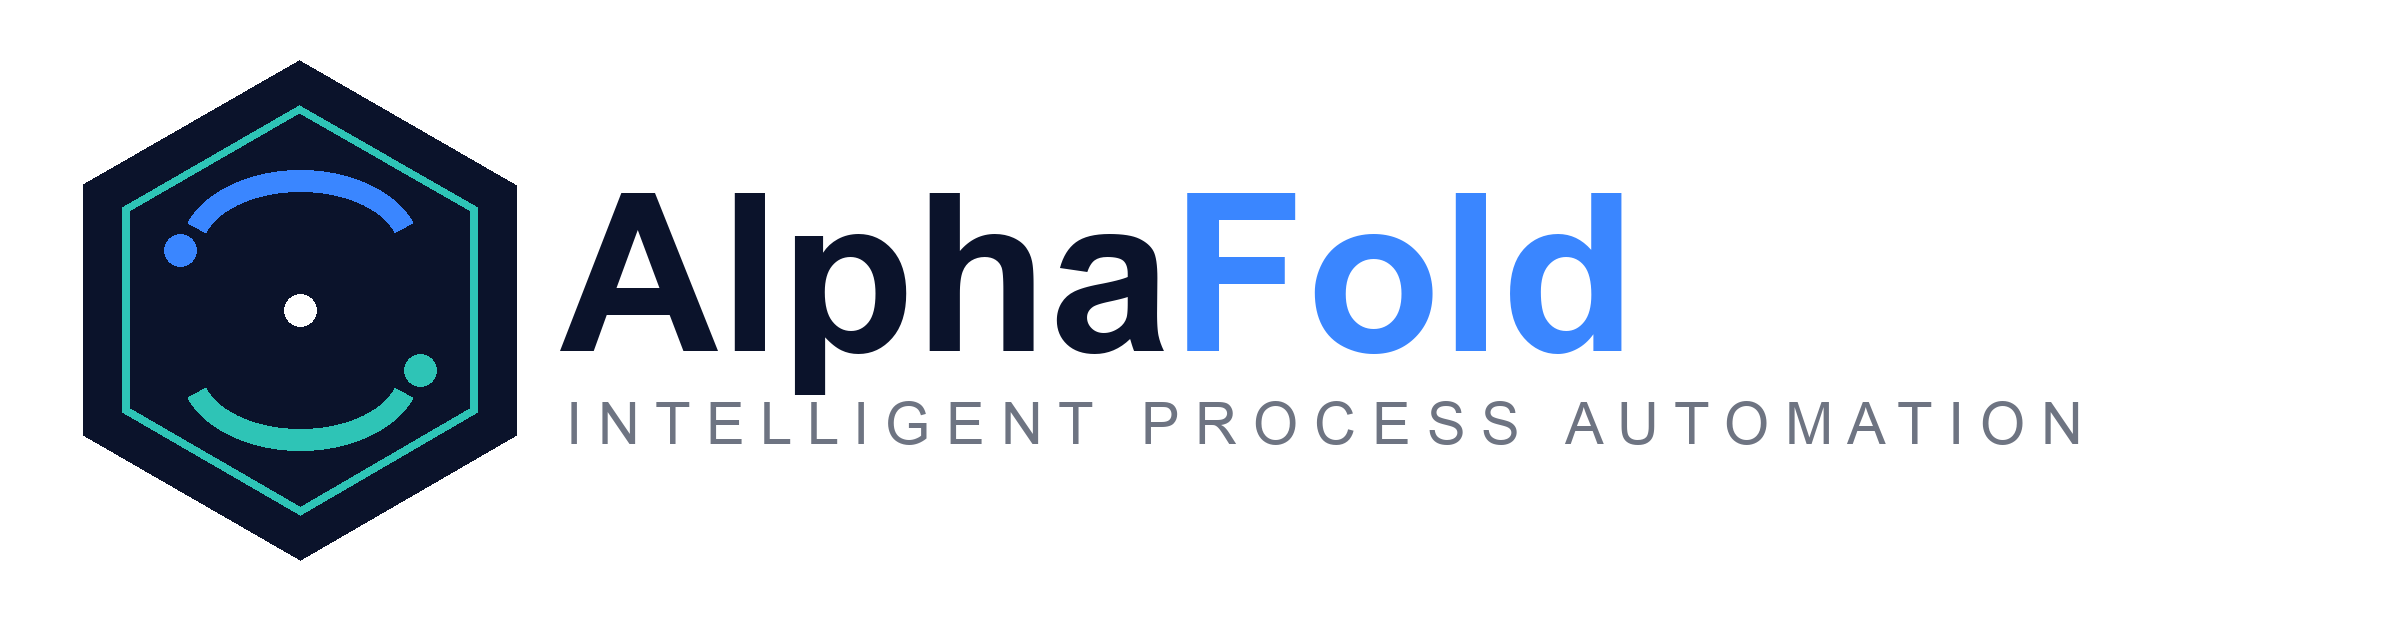 AlphaFold
INTELLIGENT PROCESS AUTOMATION